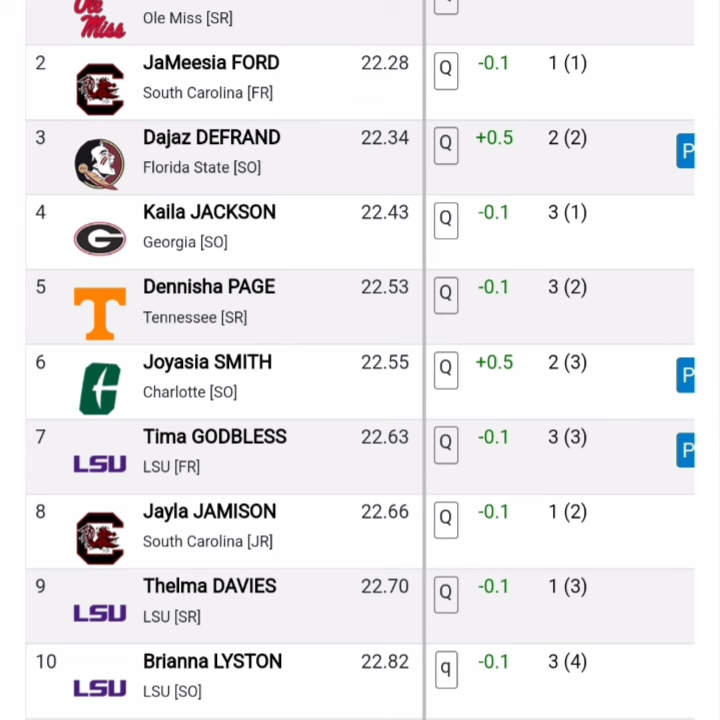 Ole Miss
Ole Miss [SR]
2 JaMeesia FORD 22.28 Q -0.1 1 (1)
South Carolina [FR]
3 Dajaz DEFRAND 22.34 Q +0.5 2 (2) P
Florida State [SO]
4 Kaila JACKSON 22.43 Q -0.1 3 (1)
G
Georgia [SO]
5 Dennisha PAGE 22.53 Q -0.1 3 (2)
T
Tennessee [SR]
6 Joyasia SMITH 22.55 Q +0.5 2 (3) P
Charlotte [SO]
7 Tima GODBLESS 22.63 Q -0.1 3 (3) P
LSU LSU [FR]
8 Jayla JAMISON 22.66 Q -0.1 1 (2)
South Carolina [JR]
9 Thelma DAVIES 22.70 Q -0.1 1 (3)
LSU LSU [SR]
10 Brianna LYSTON 22.82 q -0.1 3 (4)
LSU LSU [SO]